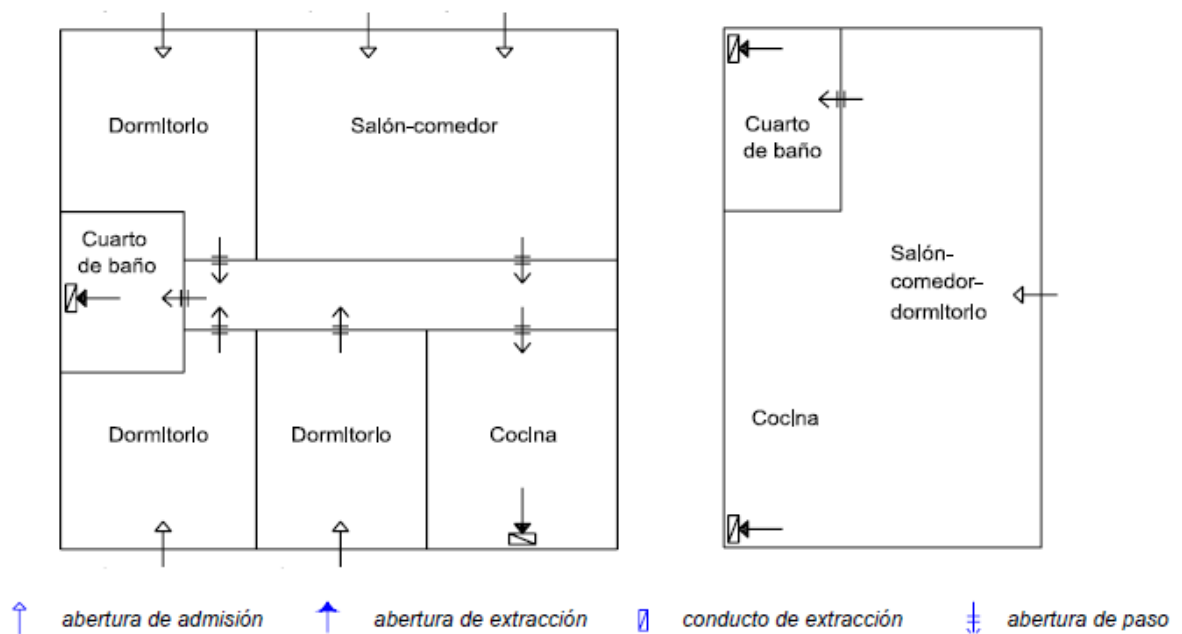 Dormitorio
Salón-comedor
Cuarto
de baño
Dormitorio
Dormitorio
Cocina
Cuarto
de baño
Salón-
comedor-
dormitorio
Cocina
abertura de admisión
abertura de extracción
conducto de extracción
abertura de paso